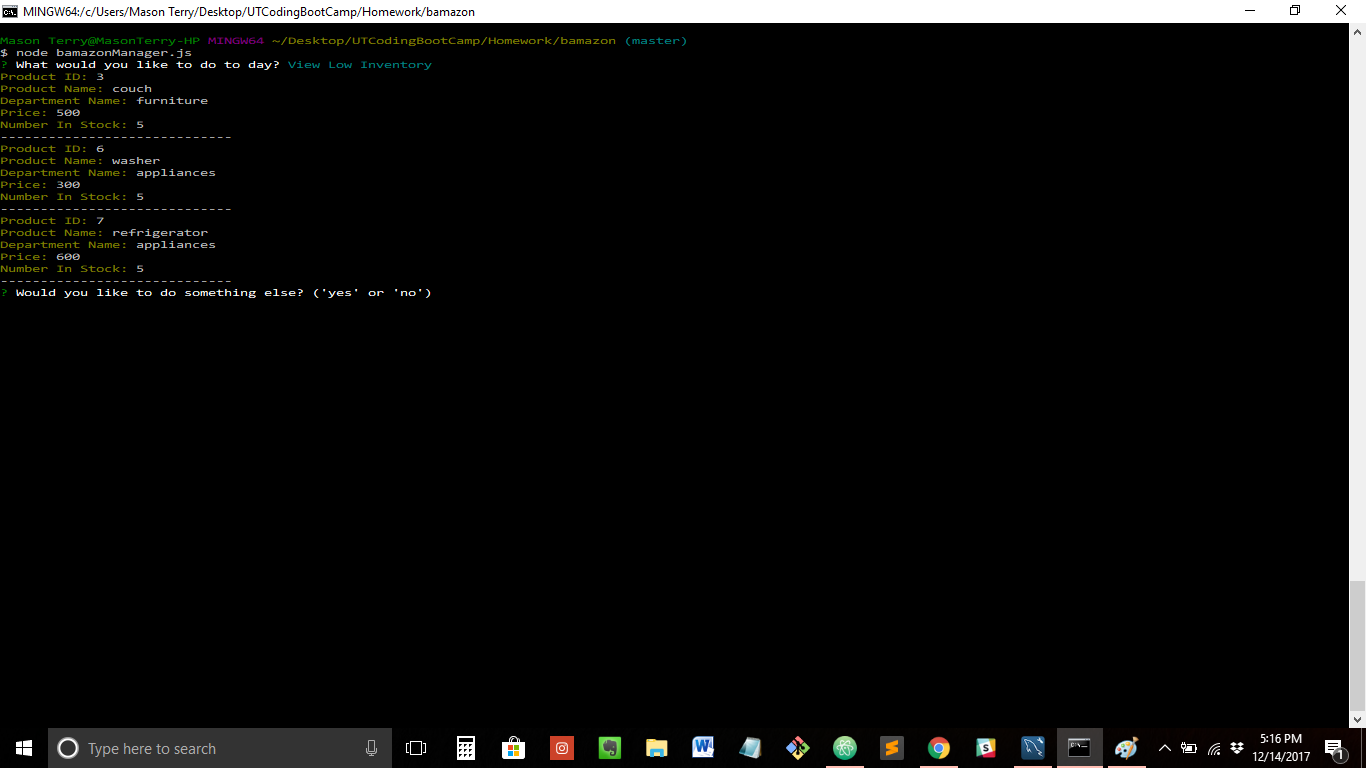 MINGW64:/c/Users/Mason Terry/Desktop/UTCodingBootCamp/Homework/bamazon
Mason Terry@MasonTerry-HP MINGW64 ~/Desktop/UTCodingBootCamp/Homework/bamazon (master)
$ node bamazonManager.js
? What would you like to do to day? View Low Inventory
Product ID: 3
Product Name: couch
Department Name: furniture
Price: 500
Number In Stock: 5
-----------------------------
Product ID: 6
Product Name: washer
Department Name: appliances
Price: 300
Number In Stock: 5
-----------------------------
Product ID: 7
Product Name: refrigerator
Department Name: appliances
Price: 600
Number In Stock: 5
-----------------------------
? Would you like to do something else? ('yes' or 'no')
Type here to search
5:16 PM
12/14/2017
1